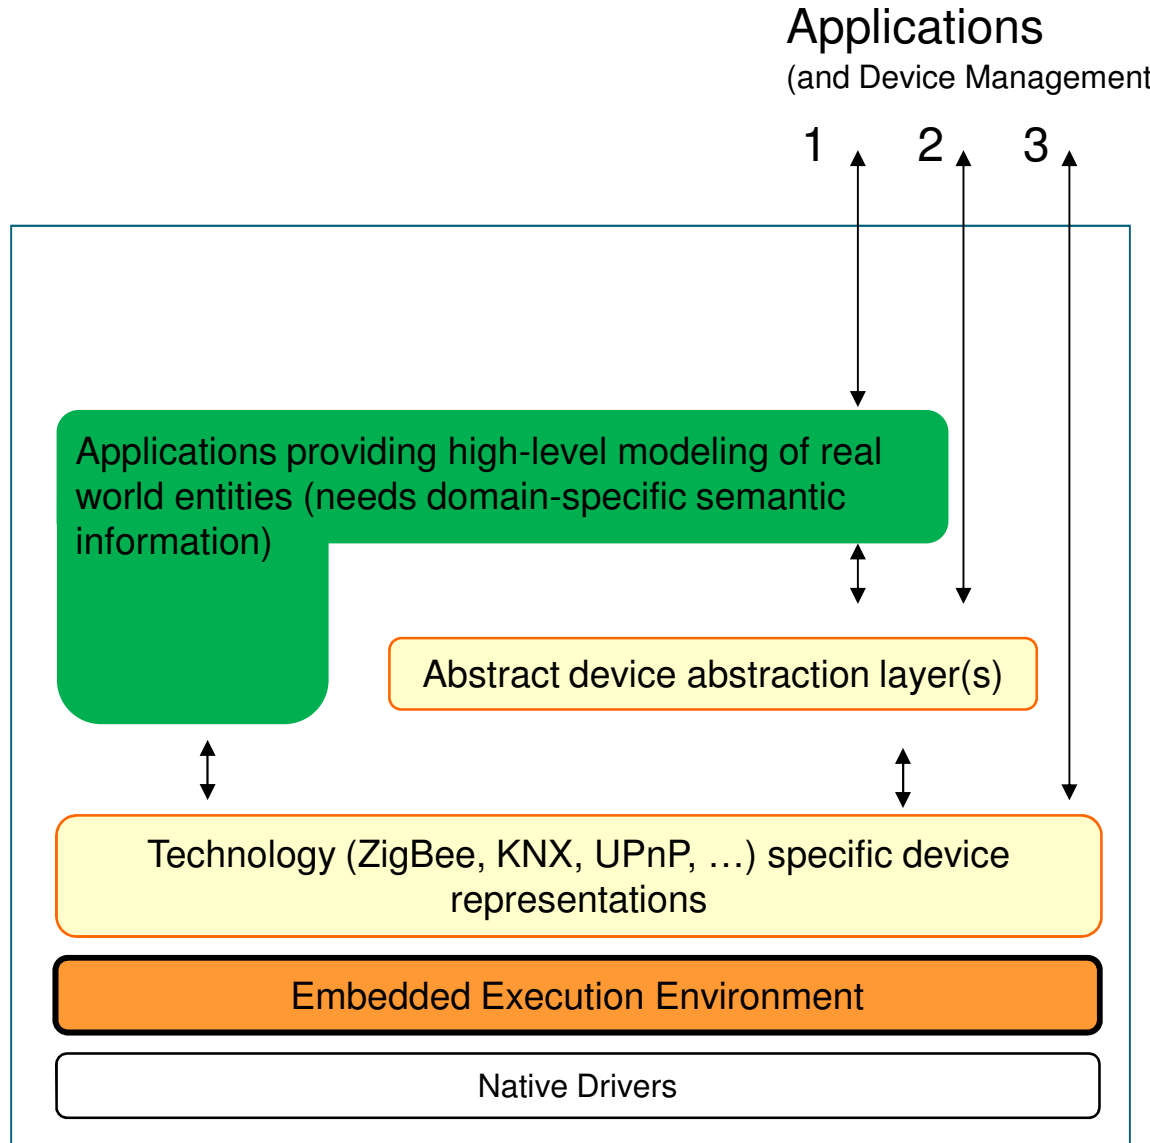 Applications
(and Device Management
1 2 3
Applications providing high-level modeling of real
world entities (needs domain-specific semantic
information)
Abstract device abstraction layer(s)
Technology (ZigBee, KNX, UPnP, …) specific device
representations
Embedded Execution Environment
Native Drivers